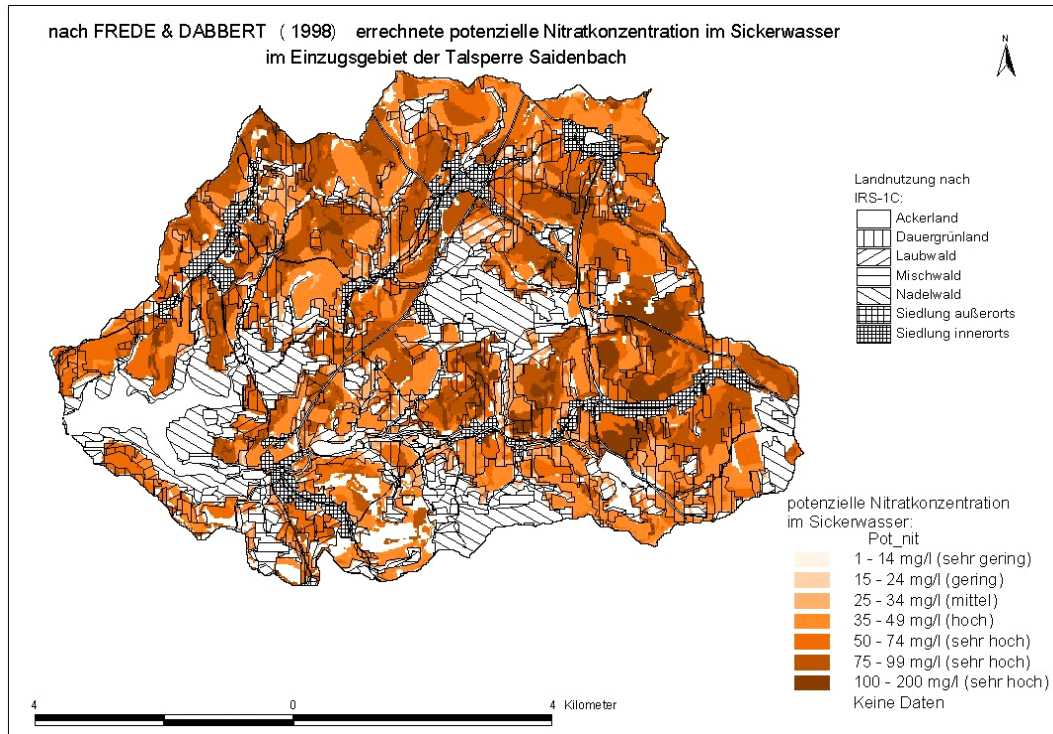 nach FREDE & DABBERT ( 1998) errechnete potenzielle Nitratkonzentration im Sickerwasser
im Einzugsgebiet der Talsperre Saidenbach
N
Landnutzung nach
IRS-1C:
Ackerland
Dauergrünland
Laubwald
Mischwald
Nadelwald
Siedlung außerorts
Siedlung innerorts
potenzielle Nitratkonzentration
im Sickerwasser:
Pot_nit
1 - 14 mg/l (sehr gering)
15 - 24 mg/l (gering)
25 - 34 mg/l (mittel)
35 - 49 mg/l (hoch)
50 - 74 mg/l (sehr hoch)
75 - 99 mg/l (sehr hoch)
100 - 200 mg/l (sehr hoch)
Keine Daten
4 0 4 Kilometer